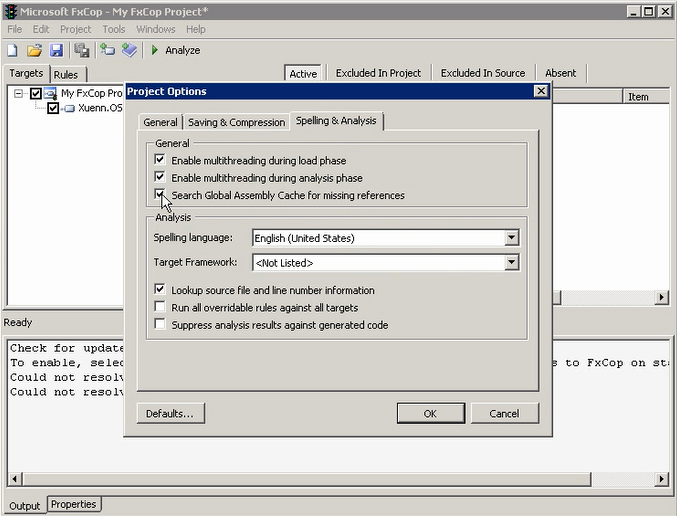 Microsoft FxCop - My FxCop Project*
File Edit Project Tools Windows Help
Analyze
Targets Rules
Active Excluded In Project Excluded In Source Absent
My FxCop Pro
Xuenn.OS
Item
Project Options
General Saving & Compression Spelling & Analysis
General
Enable multithreading during load phase
Enable multithreading during analysis phase
Search Global Assembly Cache for missing references
Analysis
Spelling language: English (United States)
Target Framework: <Not Listed>
Lookup source file and line number information
Run all overridable rules against all targets
Suppress analysis results against generated code
Defaults... OK Cancel
Ready
Check for update
To enable, selec s to FxCop on sta
Could not resolv
Could not resolv
Output Properties